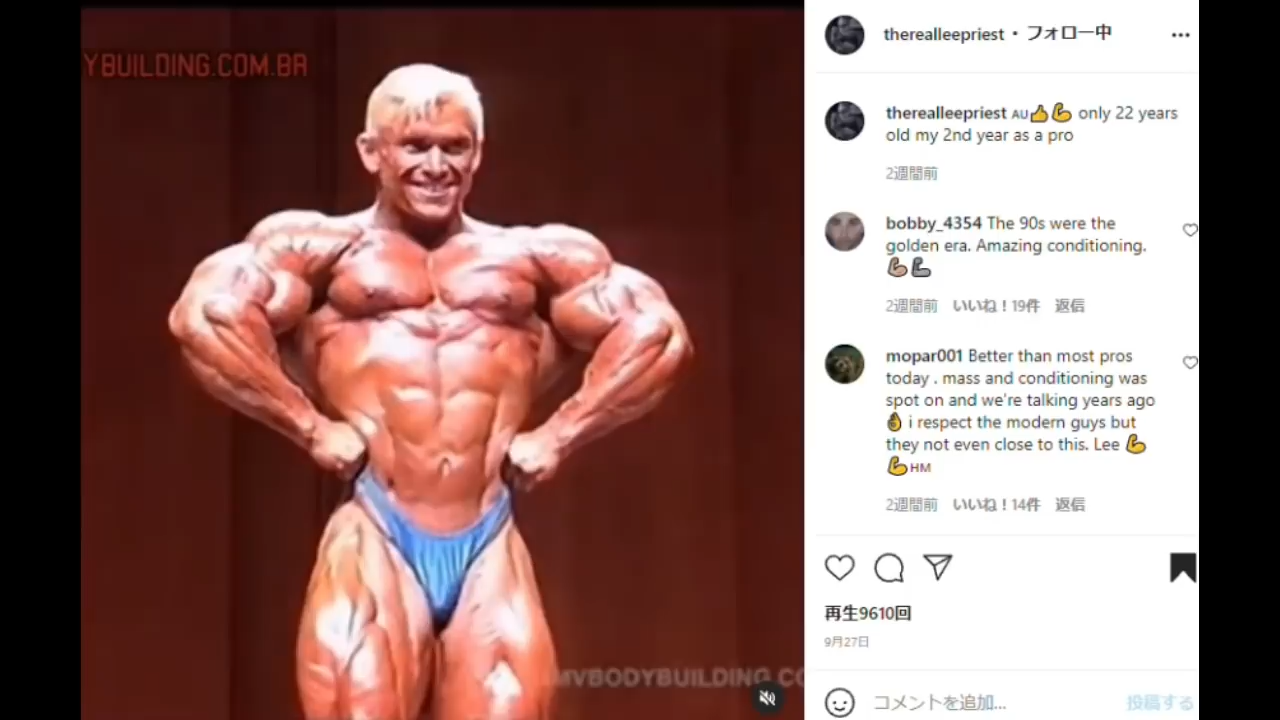 YBUILDING.COM.BR
therealleepriest • フォロー中
therealleepriest AU👍💪 only 22 years
old my 2nd year as a pro
2週間前
bobby_4354 The 90s were the
golden era. Amazing conditioning.
2週間前 いいね！19件 返信
mopar001 Better than most pros
today . mass and conditioning was
spot on and we're talking years ago
👌 i respect the modern guys but
they not even close to this. Lee 💪
💪HM
2週間前 いいね！14件 返信
再生9610回
9月27日
MVBODYBUILDING.CO
コメントを追加... 投稿する